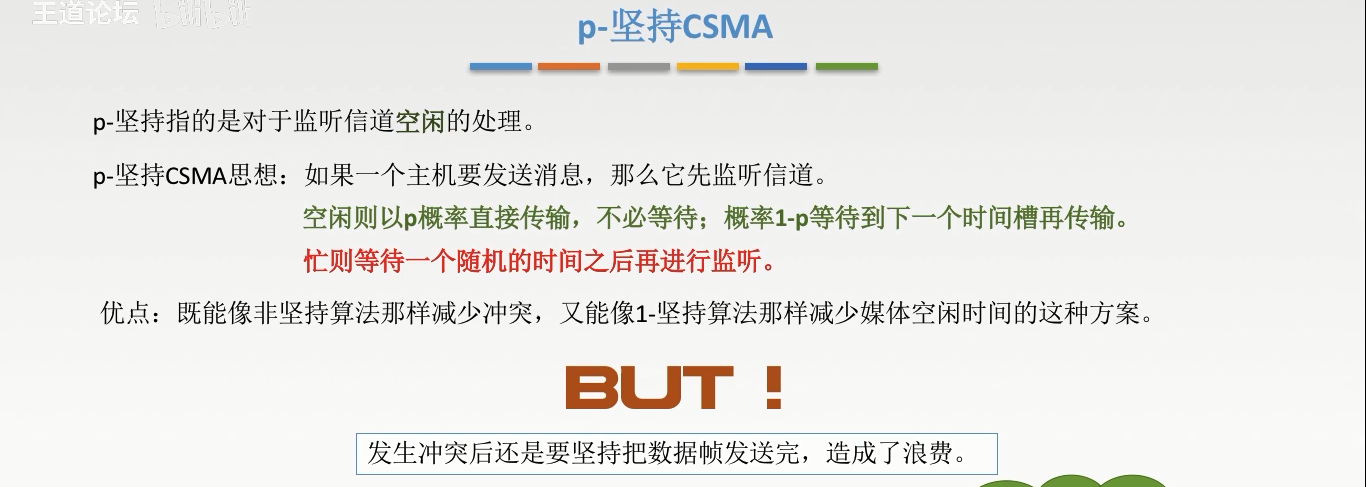 王道论坛 bilibili
p-坚持CSMA
p-坚持指的是对于监听信道空闲的处理。
p-坚持CSMA思想：如果一个主机要发送消息，那么它先监听信道。
空闲则以p概率直接传输，不必等待；概率1-p等待到下一个时间槽再传输。
忙则等待一个随机的时间之后再进行监听。
优点：既能像非坚持算法那样减少冲突，又能像1-坚持算法那样减少媒体空闲时间的这种方案。
BUT！
发生冲突后还是要坚持把数据帧发送完，造成了浪费。